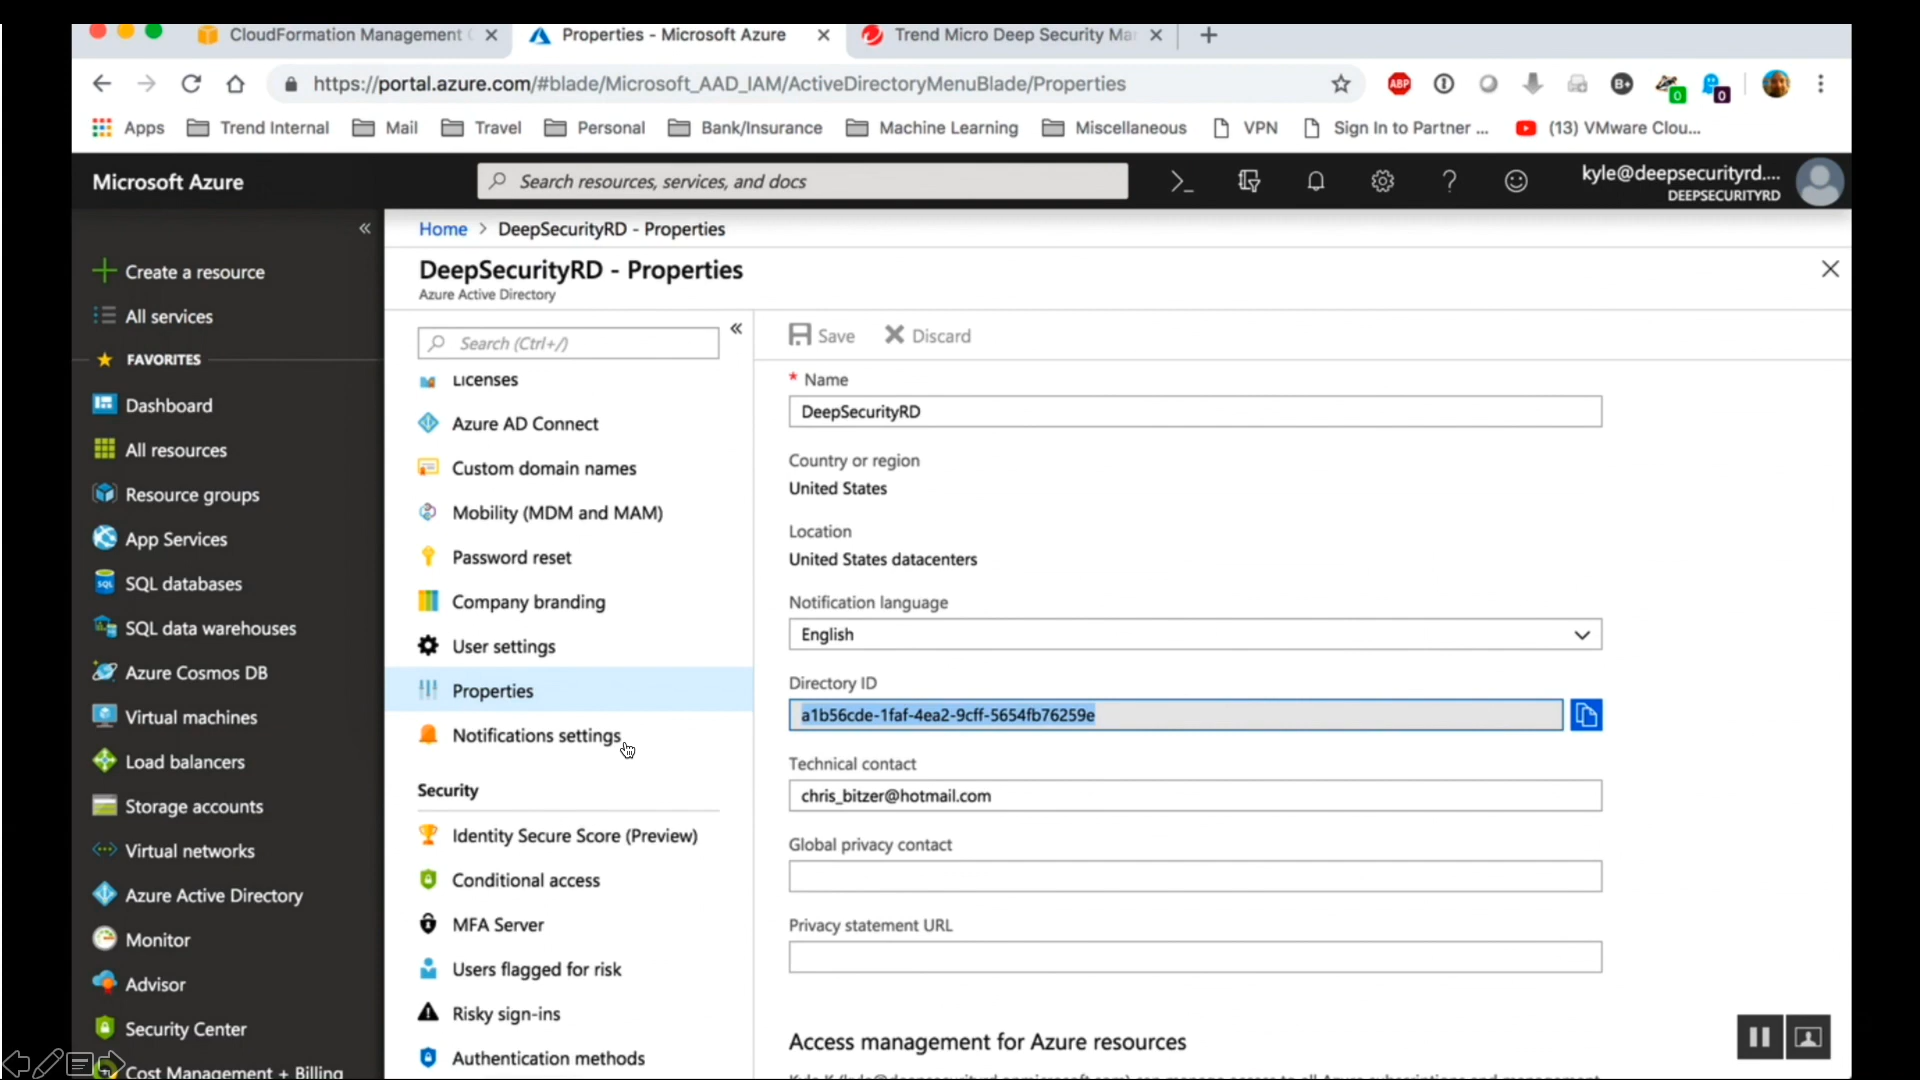 CloudFormation Management
Properties - Microsoft Azure
Trend Micro Deep Security Ma
https://portal.azure.com/#blade/Microsoft_AAD_IAM/ActiveDirectoryMenuBlade/Properties
ABP
B+
0
0
Apps
Trend Internal
Mail
Travel
Personal
Bank/Insurance
Machine Learning
Miscellaneous
VPN
Sign In to Partner ...
(13) VMware Clou...
Microsoft Azure
Search resources, services, and docs
kyle@deepsecurityrd....
DEEPSECURITYRD
Create a resource
All services
FAVORITES
Dashboard
All resources
Resource groups
App Services
SQL databases
SQL data warehouses
Azure Cosmos DB
Virtual machines
Load balancers
Storage accounts
Virtual networks
Azure Active Directory
Monitor
Advisor
Security Center
Cost Management + Billing
Home > DeepSecurityRD - Properties
DeepSecurityRD - Properties
Azure Active Directory
Search (Ctrl+/)
Licenses
Azure AD Connect
Custom domain names
Mobility (MDM and MAM)
Password reset
Company branding
User settings
Properties
Notifications settings
Security
Identity Secure Score (Preview)
Conditional access
MFA Server
Users flagged for risk
Risky sign-ins
Authentication methods
Save
Discard
* Name
DeepSecurityRD
Country or region
United States
Location
United States datacenters
Notification language
English
Directory ID
a1b56cde-1faf-4ea2-9cff-5654fb76259e
Technical contact
chris_bitzer@hotmail.com
Global privacy contact
Privacy statement URL
Access management for Azure resources